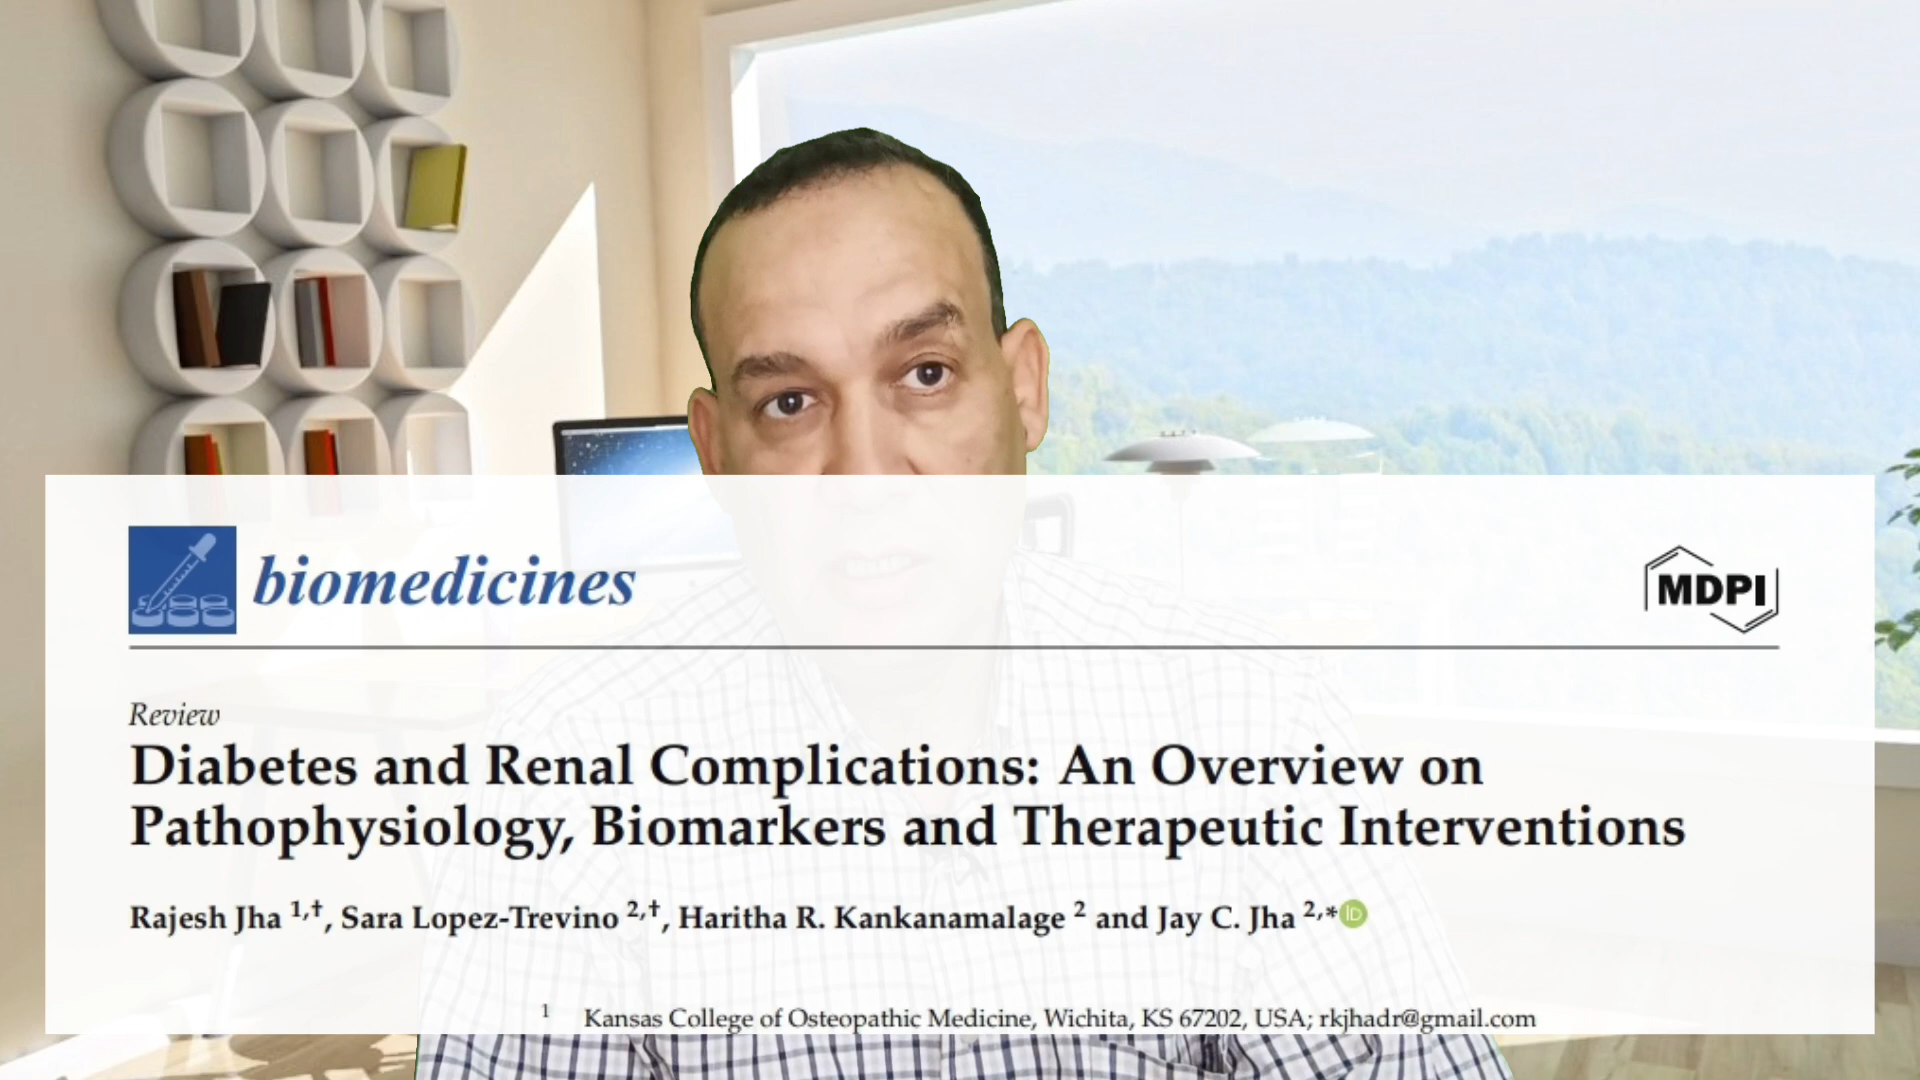 biomedicines
MDPI
Review
Diabetes and Renal Complications: An Overview on
Pathophysiology, Biomarkers and Therapeutic Interventions
Rajesh Jha 1,†, Sara Lopez-Trevino 2,†, Haritha R. Kankanamalage 2 and Jay C. Jha 2,* iD
1 Kansas College of Osteopathic Medicine, Wichita, KS 67202, USA; rkjhadr@gmail.com